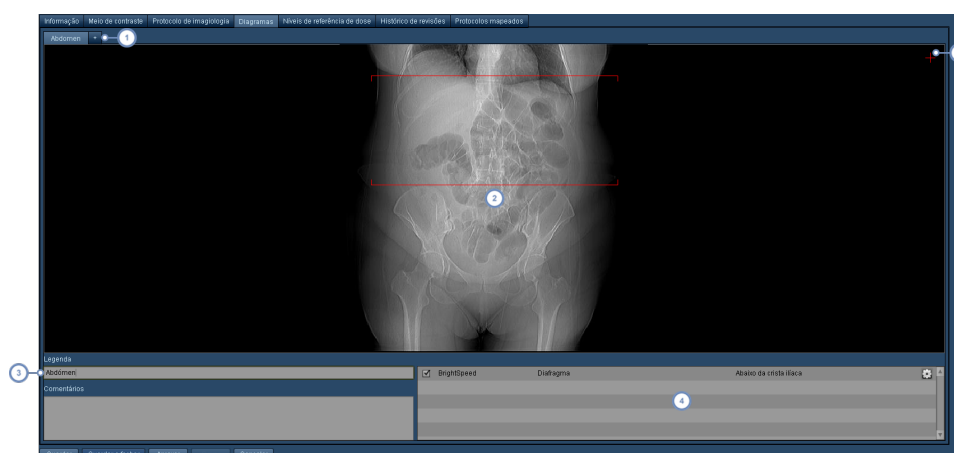 Informação Meio de contraste Protocolo de imagiologia Diagramas Níveis de referência de dose Histórico de revisões Protocolos mapeados
Abdomen + 1
2
Legenda
3 Abdómen
BrightSpeed Diafragma Abaixo da crista ilíaca
Comentários
4